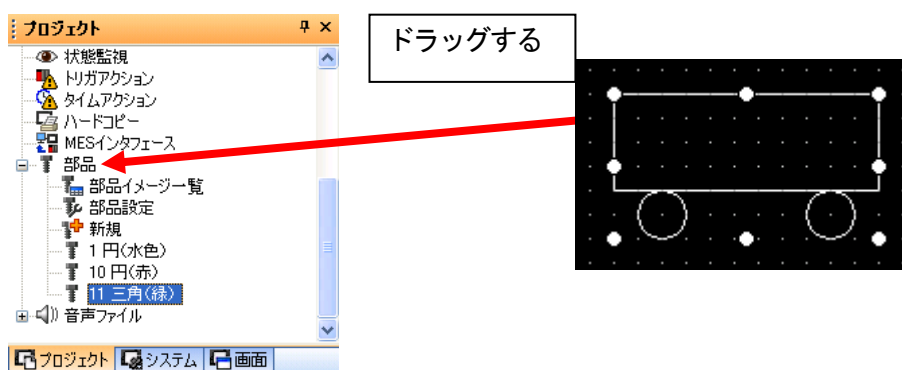 プロジェクト
ドラッグする
状態監視
トリガアクション
タイムアクション
ハードコピー
MESインタフェース
部品
部品イメージ一覧
部品設定
新規
1 円(水色)
10 円(赤)
11 三角(緑)
音声ファイル
プロジェクト システム 画面